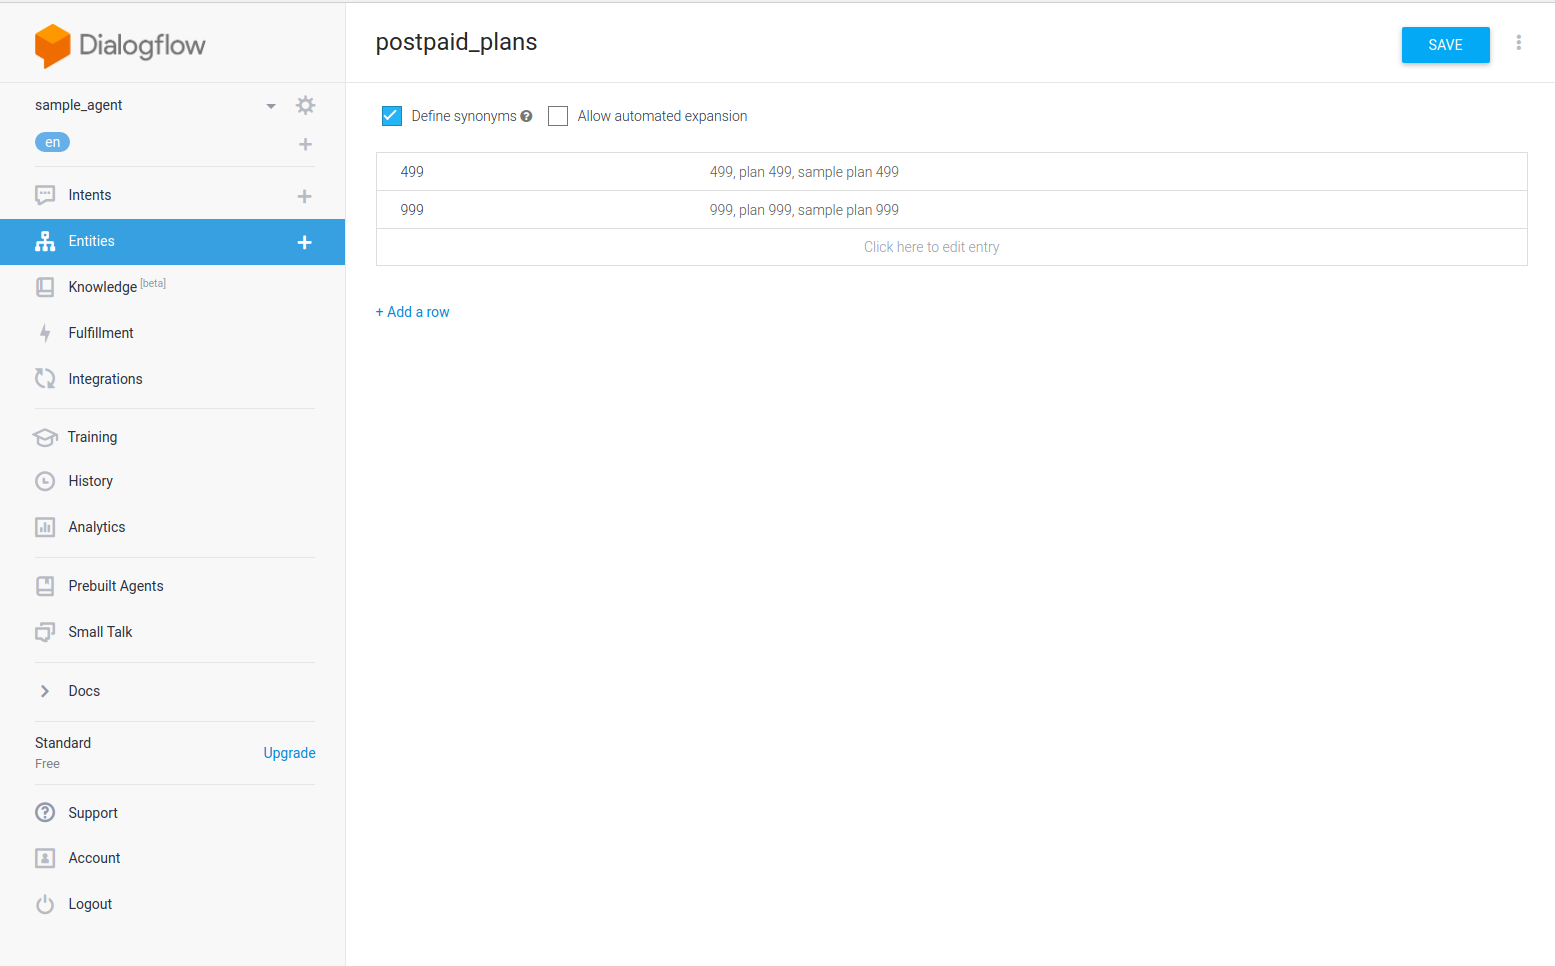 Dialogflow
sample_agent
en
Intents
Entities
Knowledge [beta]
Fulfillment
Integrations
Training
History
Analytics
Prebuilt Agents
Small Talk
Docs
Standard
Free
Upgrade
Support
Account
Logout
postpaid_plans
SAVE
Define synonyms
Allow automated expansion
499 499, plan 499, sample plan 499
999 999, plan 999, sample plan 999
Click here to edit entry
+ Add a row